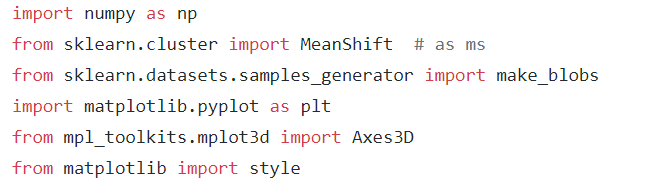 import numpy as np
from sklearn.cluster import MeanShift  # as ms
from sklearn.datasets.samples_generator import make_blobs
import matplotlib.pyplot as plt
from mpl_toolkits.mplot3d import Axes3D
from matplotlib import style